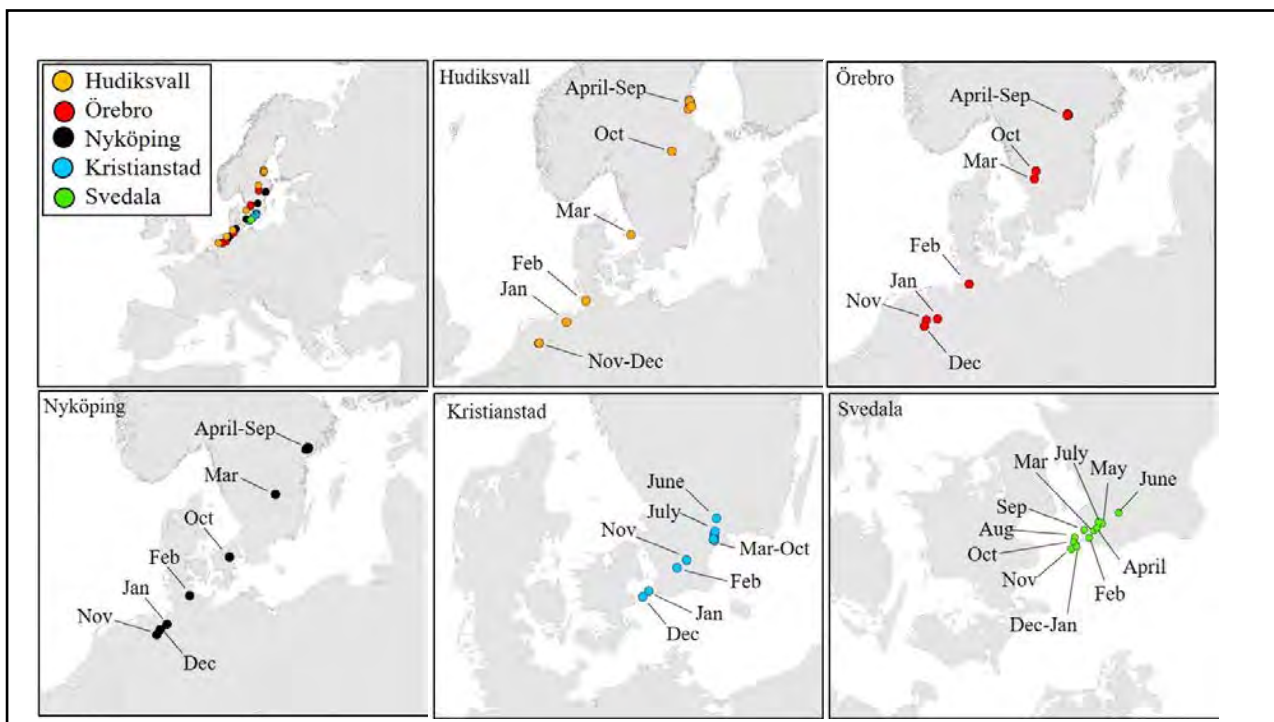 Hudiksvall
Örebro
Nyköping
Kristianstad
Svedala
Hudiksvall
April-Sep
Oct
Mar
Feb
Jan
Nov-Dec
Örebro
April-Sep
Oct
Mar
Feb
Jan
Nov
Dec
Nyköping
April-Sep
Mar
Oct
Feb
Jan
Nov
Dec
Kristianstad
June
July
Nov
Mar-Oct
Feb
Jan
Dec
Svedala
July
Mar
May
June
Sep
Aug
Oct
April
Nov
Feb
Dec-Jan